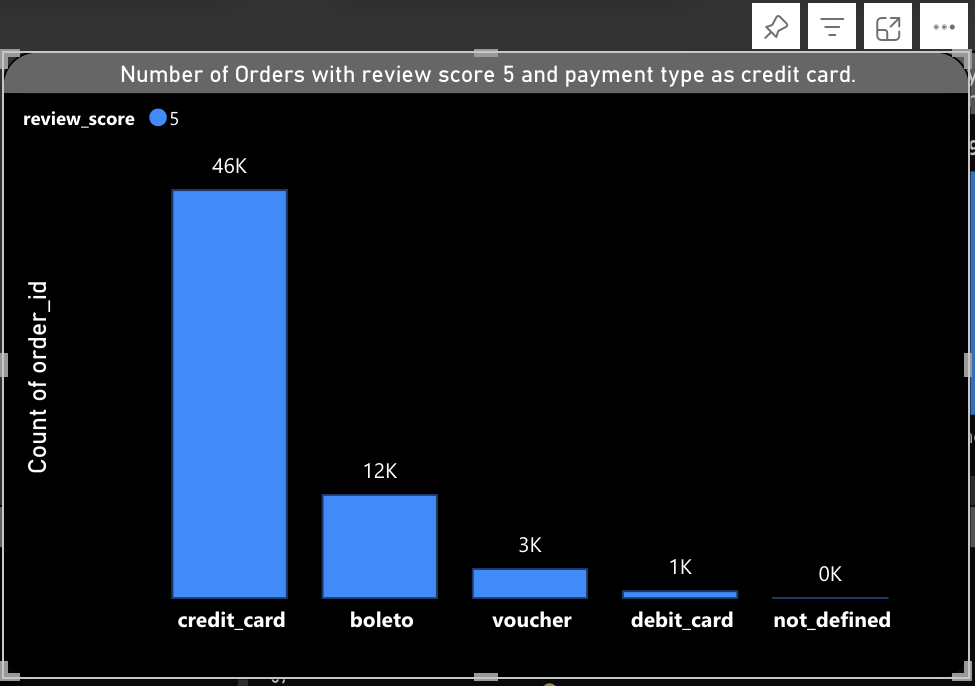 Number of Orders with review score 5 and payment type as credit card.
review_score 5
46K
12K
3K
1K
0K
Count of order_id
credit_card boleto voucher debit_card not_defined